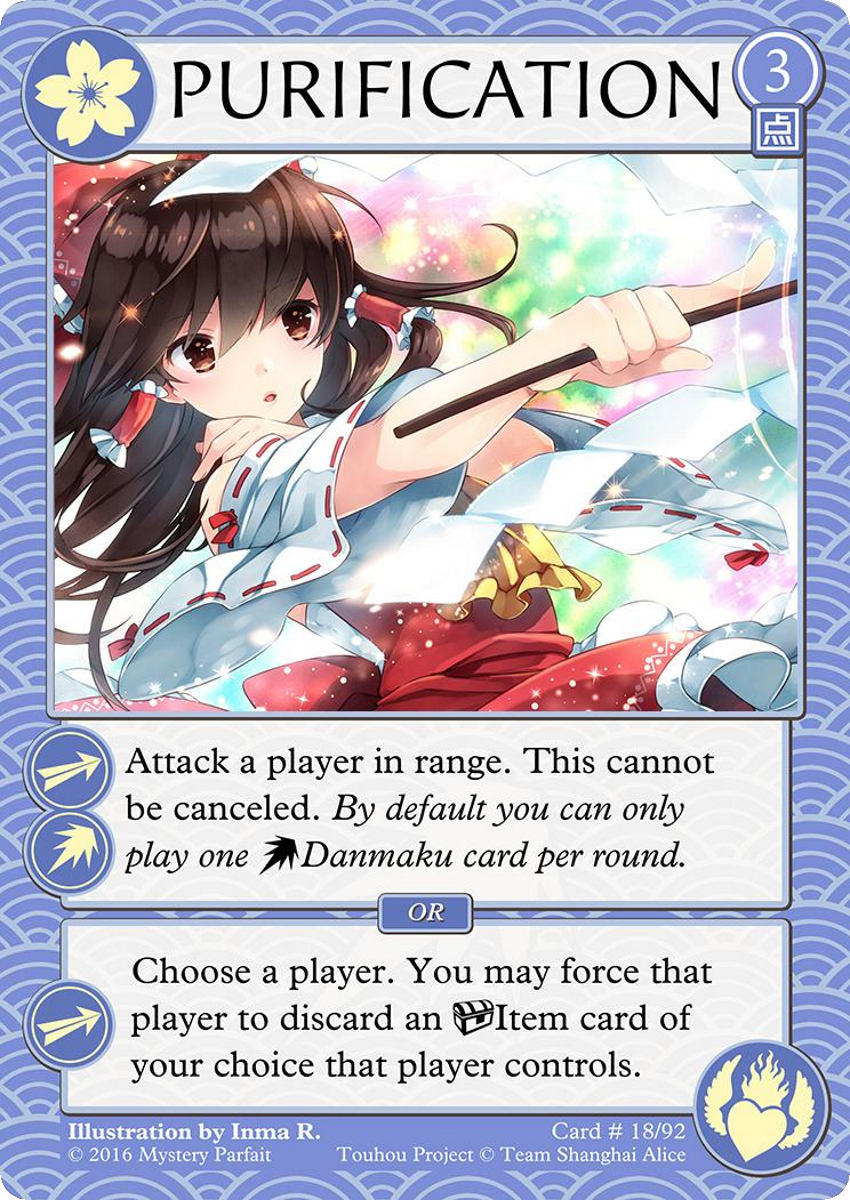 PURIFICATION
3
点
Attack a player in range. This cannot
be canceled. By default you can only
play one Danmaku card per round.
OR
Choose a player. You may force that
player to discard an Item card of
your choice that player controls.
Illustration by Inma R.
Card # 18/92
© 2016 Mystery Parfait
Touhou Project © Team Shanghai Alice